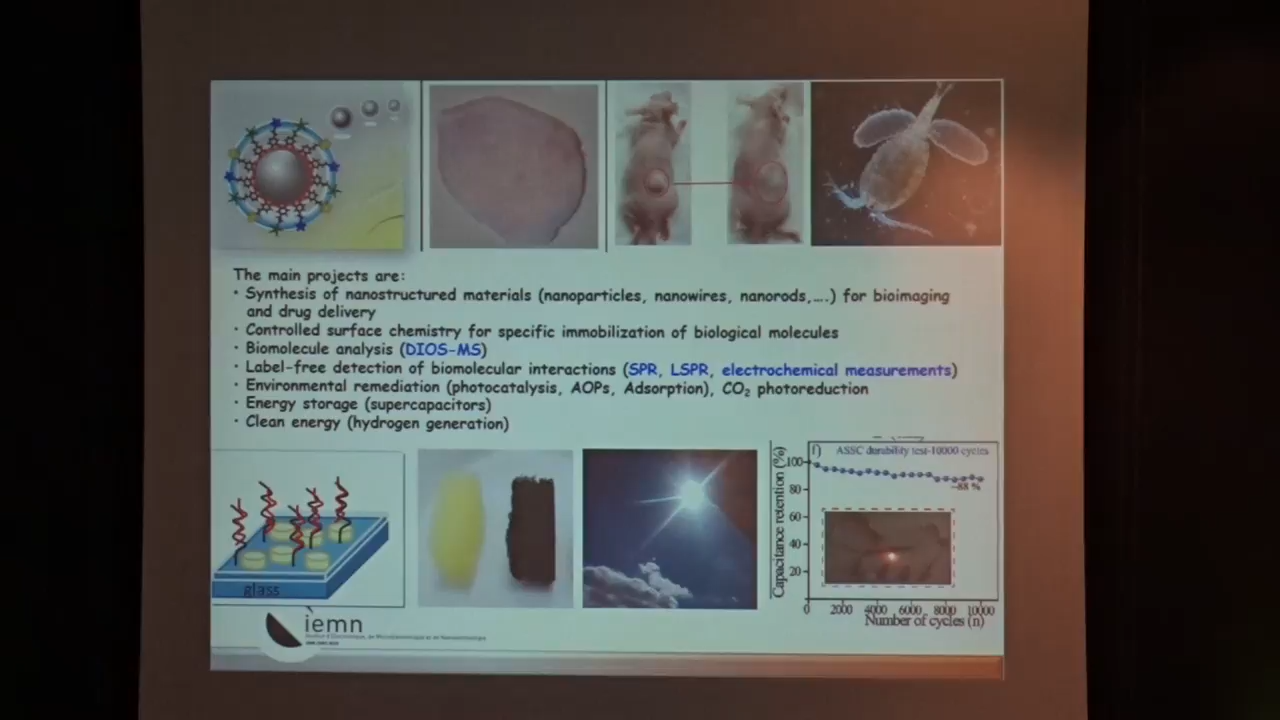 The main projects are:
• Synthesis of nanostructured materials (nanoparticles, nanowires, nanorods,....) for bioimaging
and drug delivery
• Controlled surface chemistry for specific immobilization of biological molecules
• Biomolecule analysis (DIOS-MS)
• Label-free detection of biomolecular interactions (SPR, LSPR, electrochemical measurements)
• Environmental remediation (photocatalysis, AOPs, Adsorption), CO₂ photoreduction
• Energy storage (supercapacitors)
• Clean energy (hydrogen generation)
glass
f) ASSC durability test-10000 cycles
~88 %
Capacitance retention (%)
100
80
60
40
20
0 2000 4000 6000 8000 10000
Number of cycles (n)
iemn